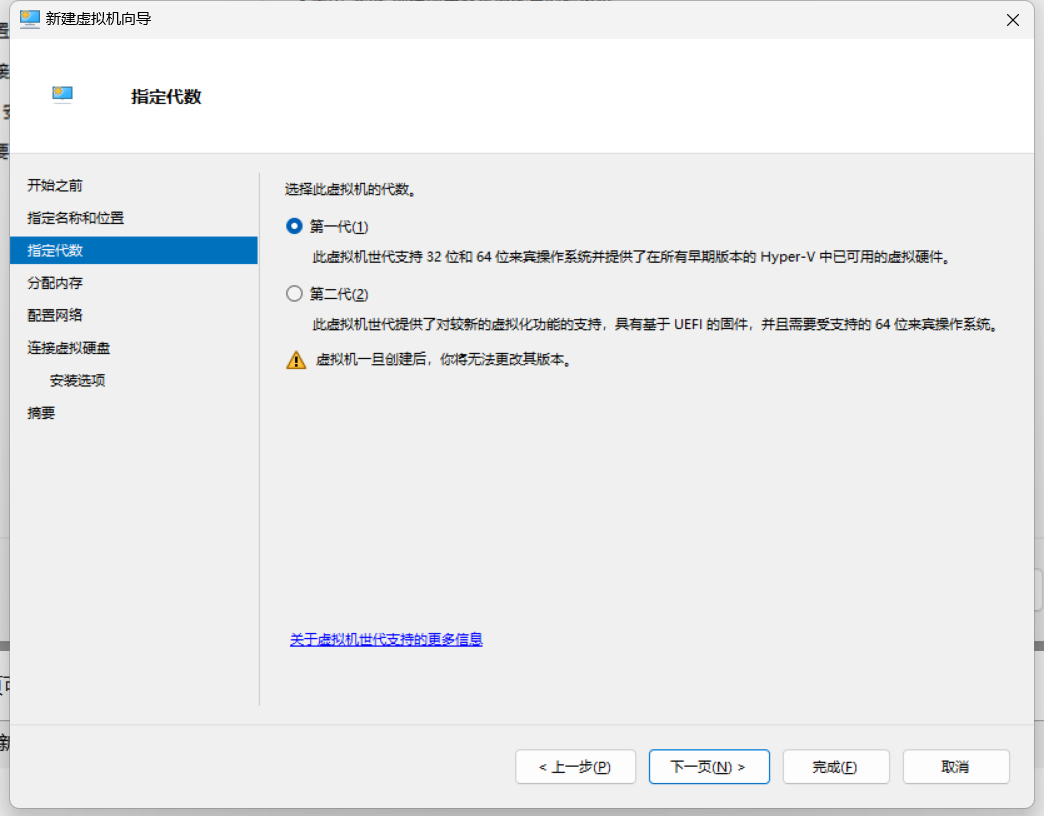 新建虚拟机向导
指定代数
开始之前
指定名称和位置
指定代数
分配内存
配置网络
连接虚拟硬盘
安装选项
摘要
选择此虚拟机的代数。
第一代(1)
此虚拟机世代支持 32 位和 64 位来宾操作系统并提供了在所有早期版本的 Hyper-V 中已可用的虚拟硬件。
第二代(2)
此虚拟机世代提供了对较新的虚拟化功能的支持，具有基于 UEFI 的固件，并且需要受支持的 64 位来宾操作系统。
虚拟机一旦创建后，你将无法更改其版本。
关于虚拟机世代支持的更多信息
< 上一步(P)
下一页(N) >
完成(F)
取消